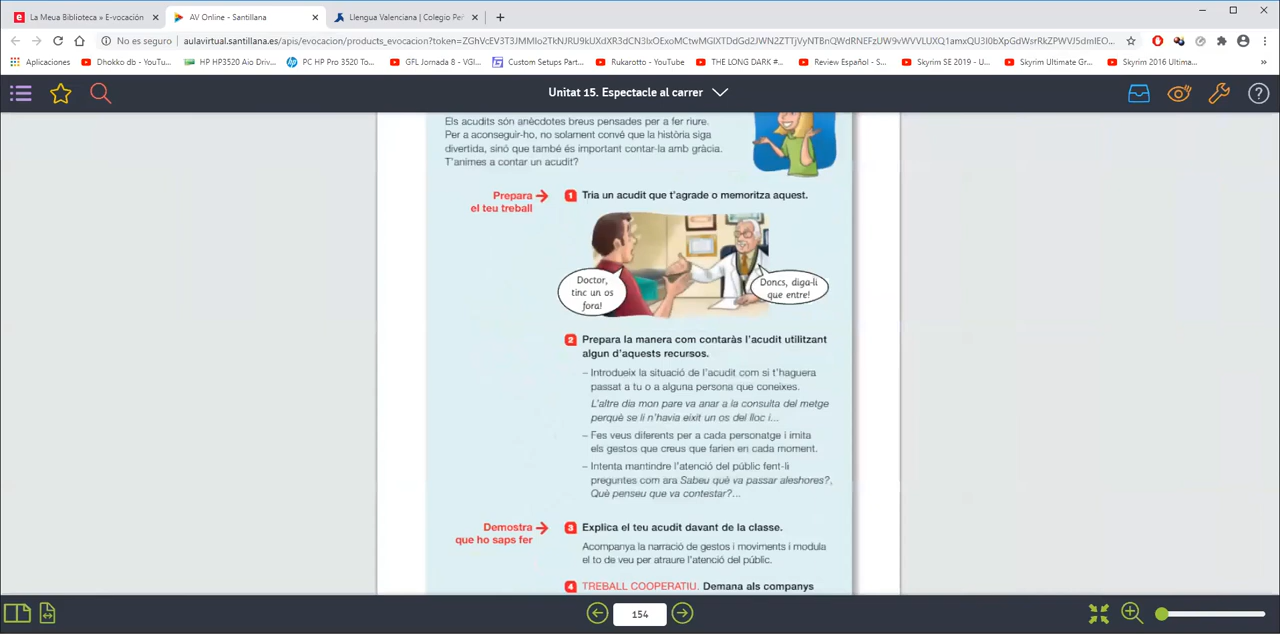 La Meua Biblioteca » E-vocación
AV Online - Santillana
Llengua Valenciana | Colegio Per
No es seguro
Aplicaciones
Dhokko db - YouTu...
HP HP3520 Aio Driv...
PC HP Pro 3520 To...
GFL Jornada 8 - VGI...
Custom Setups Part...
Rukarotto - YouTube
THE LONG DARK #...
Review Español - S...
Skyrim SE 2019 - U...
Skyrim Ultimate Gr...
Skyrim 2016 Ultima...
Unitat 15. Espectacle al carrer
Els acudits són anècdotes breus pensades per a fer riure.
Per a aconseguir-ho, no solament convé que la història siga
divertida, sinó que també és important contar-la amb gràcia.
T'animes a contar un acudit?
Prepara
el teu treball
1 Tria un acudit que t'agrade o memoritza aquest.
Doctor,
tinc un os
fora!
Doncs, diga-li
que entre!
2 Prepara la manera com contaràs l'acudit utilitzant
algun d'aquests recursos.
– Introdueix la situació de l'acudit com si t'haguera
passat a tu o a alguna persona que coneixes.
L'altre dia mon pare va anar a la consulta del metge
perquè se li n'havia eixit un os del lloc i...
– Fes veus diferents per a cada personatge i imita
els gestos que creus que farien en cada moment.
– Intenta mantindre l'atenció del públic fent-li
preguntes com ara Sabeu què va passar aleshores?,
Què penseu que va contestar?...
Demostra
que ho saps fer
3 Explica el teu acudit davant de la classe.
Acompanya la narració de gestos i moviments i modula
el to de veu per atraure l'atenció del públic.
4 TREBALL COOPERATIU. Demana als companys
154